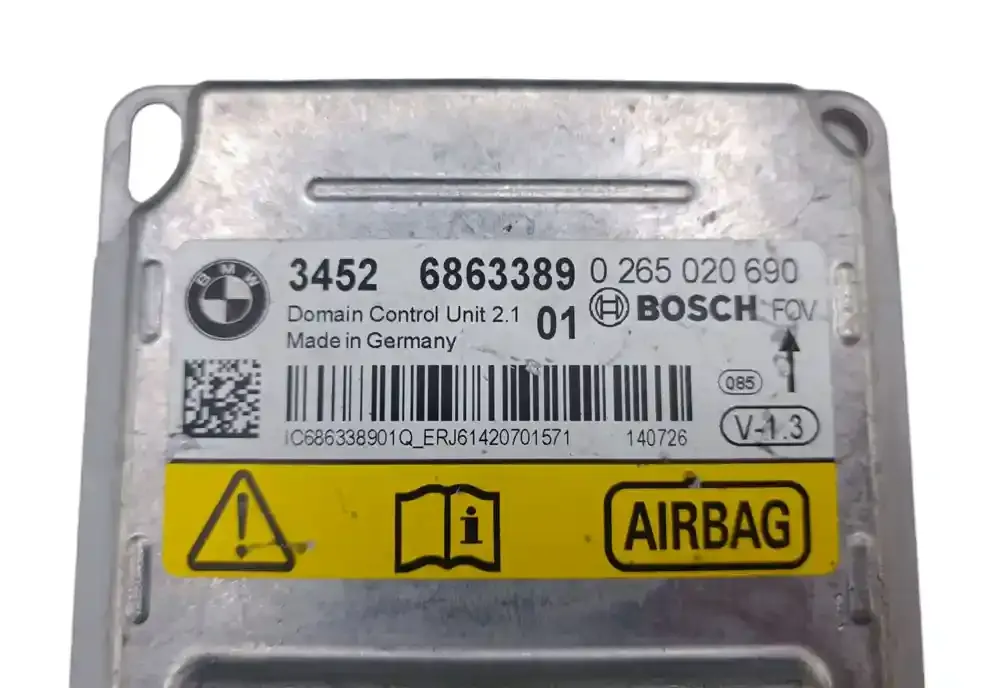 BMW
3452 6863389 0 265 020 690
Domain Control Unit 2.1 01 BOSCH FOV
Made in Germany
085
IC686338901Q_ERJ61420701571 140726 V-1.3
AIRBAG